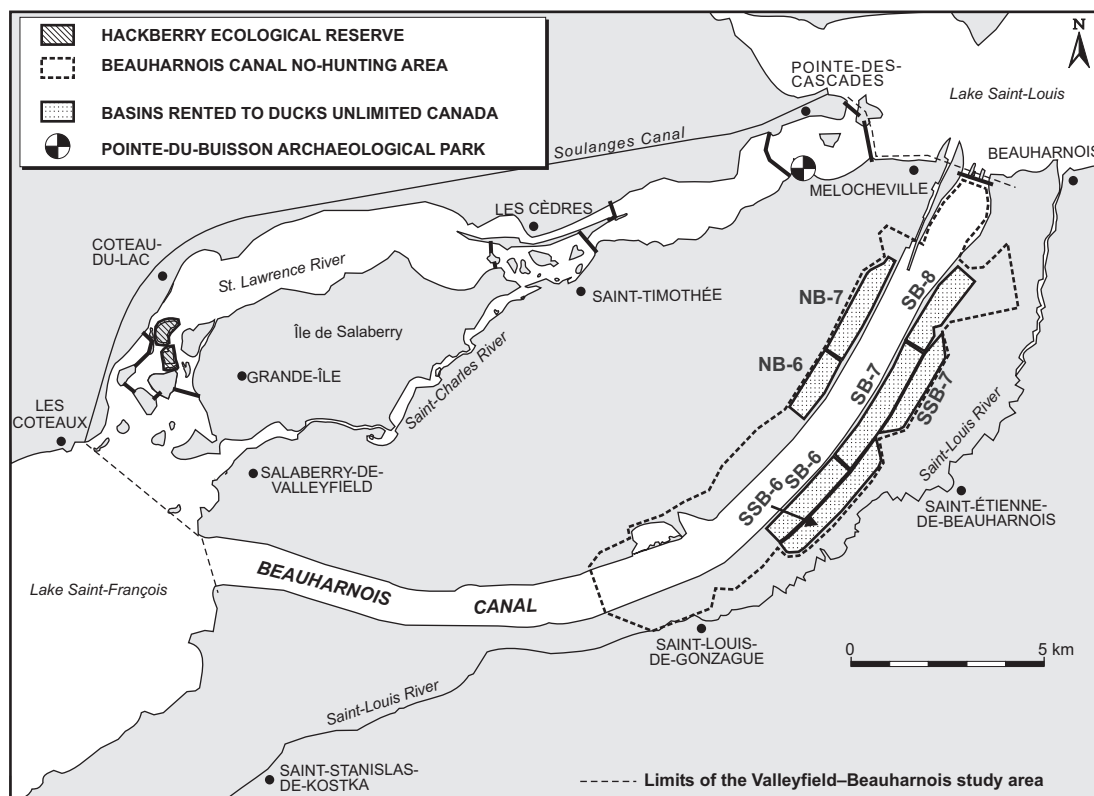 HACKBERRY ECOLOGICAL RESERVE
BEAUHARNOIS CANAL NO-HUNTING AREA
BASINS RENTED TO DUCKS UNLIMITED CANADA
POINTE-DU-BUISSON ARCHAEOLOGICAL PARK
N
POINTE-DES-
CASCADES
Lake Saint-Louis
Soulanges Canal
BEAUHARNOIS
MELOCHEVILLE
LES CÈDRES
COTEAU-
DU-LAC
St. Lawrence River
SAINT-TIMOTHÉE
NB-7
SB-8
Île de Salaberry
GRANDE-ÎLE
Saint-Charles River
NB-6
SB-7
SSB-7
LES
COTEAUX
Saint-Louis River
SALABERRY-DE-
VALLEYFIELD
SSB-6
SB-6
SAINT-ÉTIENNE-
DE-BEAUHARNOIS
Lake Saint-François
BEAUHARNOIS
CANAL
SAINT-LOUIS-
DE-GONZAGUE
0
5 km
Saint-Louis River
SAINT-STANISLAS-
DE-KOSTKA
Limits of the Valleyfield–Beauharnois study area